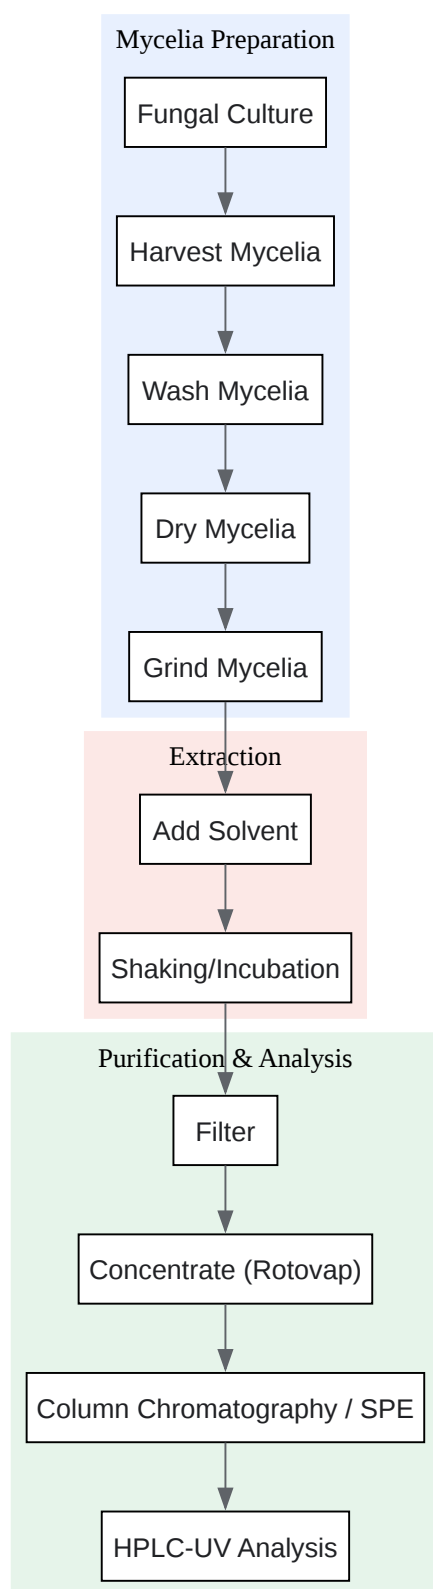 Mycelia Preparation
Fungal Culture
Harvest Mycelia
Wash Mycelia
Dry Mycelia
Grind Mycelia
Extraction
Add Solvent
Shaking/Incubation
Purification & Analysis
Filter
Concentrate (Rotovap)
Column Chromatography / SPE
HPLC-UV Analysis